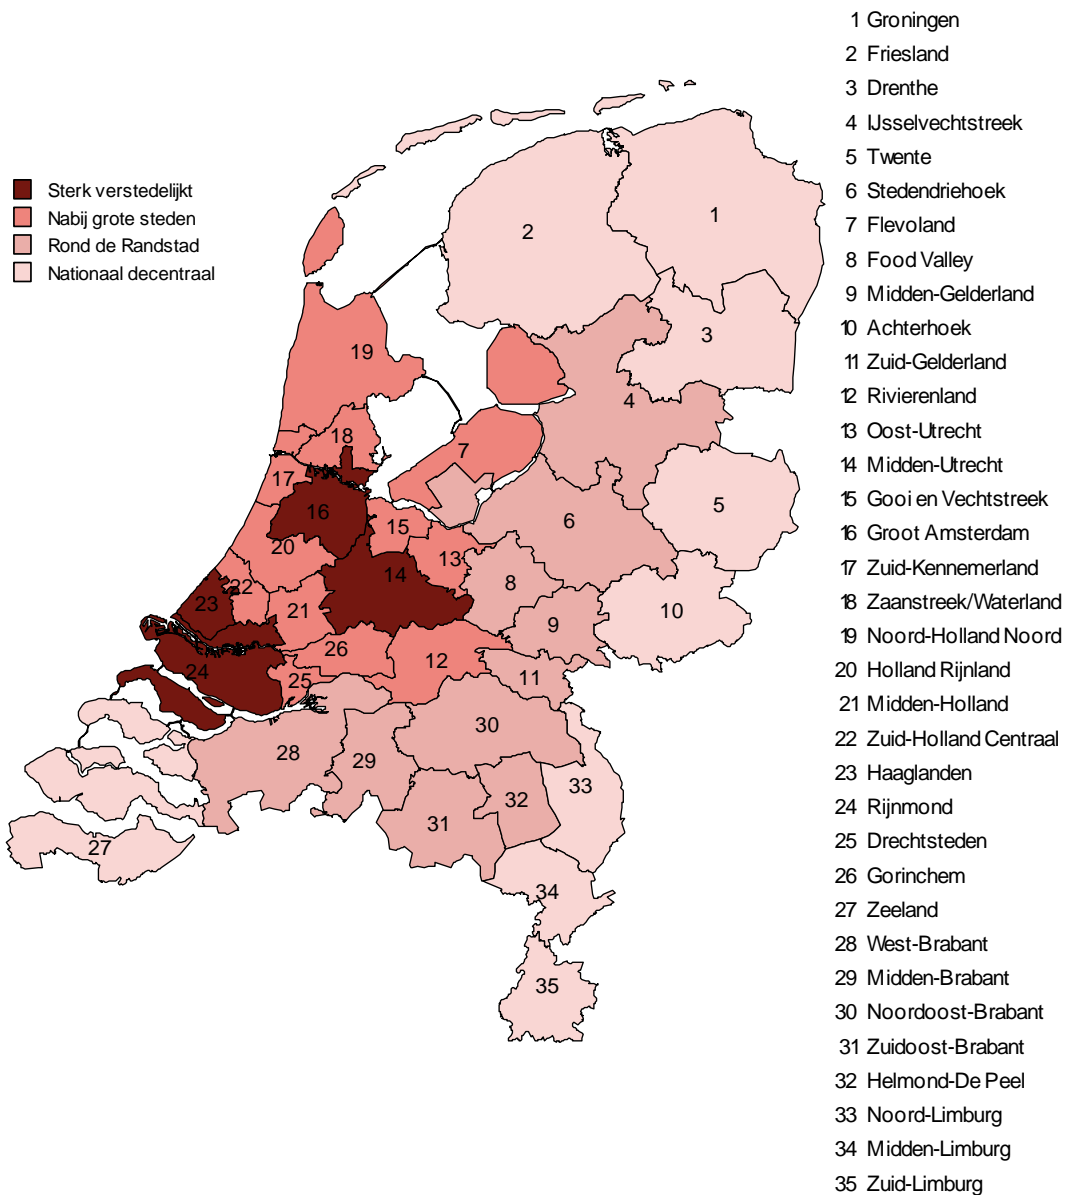 Sterk verstedelijkt
Nabij grote steden
Rond de Randstad
Nationaal decentraal
1 Groningen
2 Friesland
3 Drenthe
4 IJsselvechtstreek
5 Twente
6 Stedendriehoek
7 Flevoland
8 Food Valley
9 Midden-Gelderland
10 Achterhoek
11 Zuid-Gelderland
12 Rivierenland
13 Oost-Utrecht
14 Midden-Utrecht
15 Gooi en Vechtstreek
16 Groot Amsterdam
17 Zuid-Kennemerland
18 Zaanstreek/Waterland
19 Noord-Holland Noord
20 Holland Rijnland
21 Midden-Holland
22 Zuid-Holland Centraal
23 Haaglanden
24 Rijnmond
25 Drechtsteden
26 Gorinchem
27 Zeeland
28 West-Brabant
29 Midden-Brabant
30 Noordoost-Brabant
31 Zuidoost-Brabant
32 Helmond-De Peel
33 Noord-Limburg
34 Midden-Limburg
35 Zuid-Limburg
1
2
3
19
4
18
7
17
5
16
6
15
20
13
14
8
22
23
21
10
9
26
12
24
25
11
30
28
29
33
32
31
27
34
35